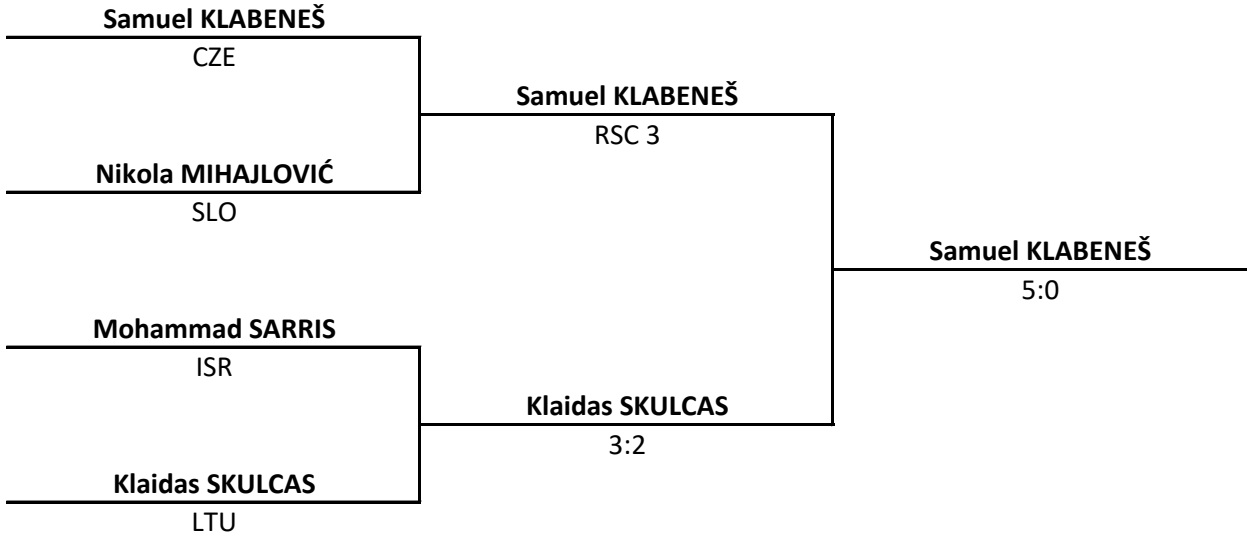 Samuel KLABENEŠ
CZE
Samuel KLABENEŠ
RSC 3
Nikola MIHAJLOVIĆ
SLO
Samuel KLABENEŠ
5:0
Mohammad SARRIS
ISR
Klaidas SKULCAS
3:2
Klaidas SKULCAS
LTU